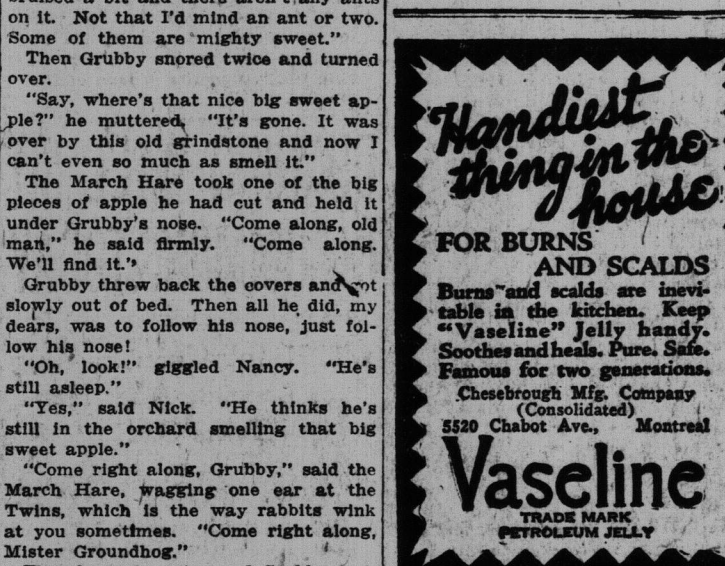 on it. Not that I'd mind an ant or two.
Some of them are mighty sweet."
Then Grubby snored twice and turned
over.
"Say, where's that nice big sweet ap-
ple?" he muttered. "It's gone. It was
over by this old grindstone and now I
can't even so much as smell it."
The March Hare took one of the big
pieces of apple he had cut and held it
under Grubby's nose. "Come along, old
man," he said firmly. "Come along.
We'll find it."
Grubby threw back the covers and got
slowly out of bed. Then all he did, my
dears, was to follow his nose, just fol-
low his nose!
"Oh, look!" giggled Nancy. "He's
still asleep."
"Yes," said Nick. "He thinks he's
still in the orchard smelling that big
sweet apple."
"Come right along, Grubby," said the
March Hare, wagging one ear at the
Twins, which is the way rabbits wink
at you sometimes. "Come right along,
Mister Groundhog."
Handiest
thing in the
house
FOR BURNS
AND SCALDS
Burns and scalds are inevi-
table in the kitchen. Keep
"Vaseline" Jelly handy.
Soothes and heals. Pure. Safe.
Famous for two generations.
Chesebrough Mfg. Company
(Consolidated)
5520 Chabot Ave., Montreal
Vaseline
TRADE MARK
PETROLEUM JELLY